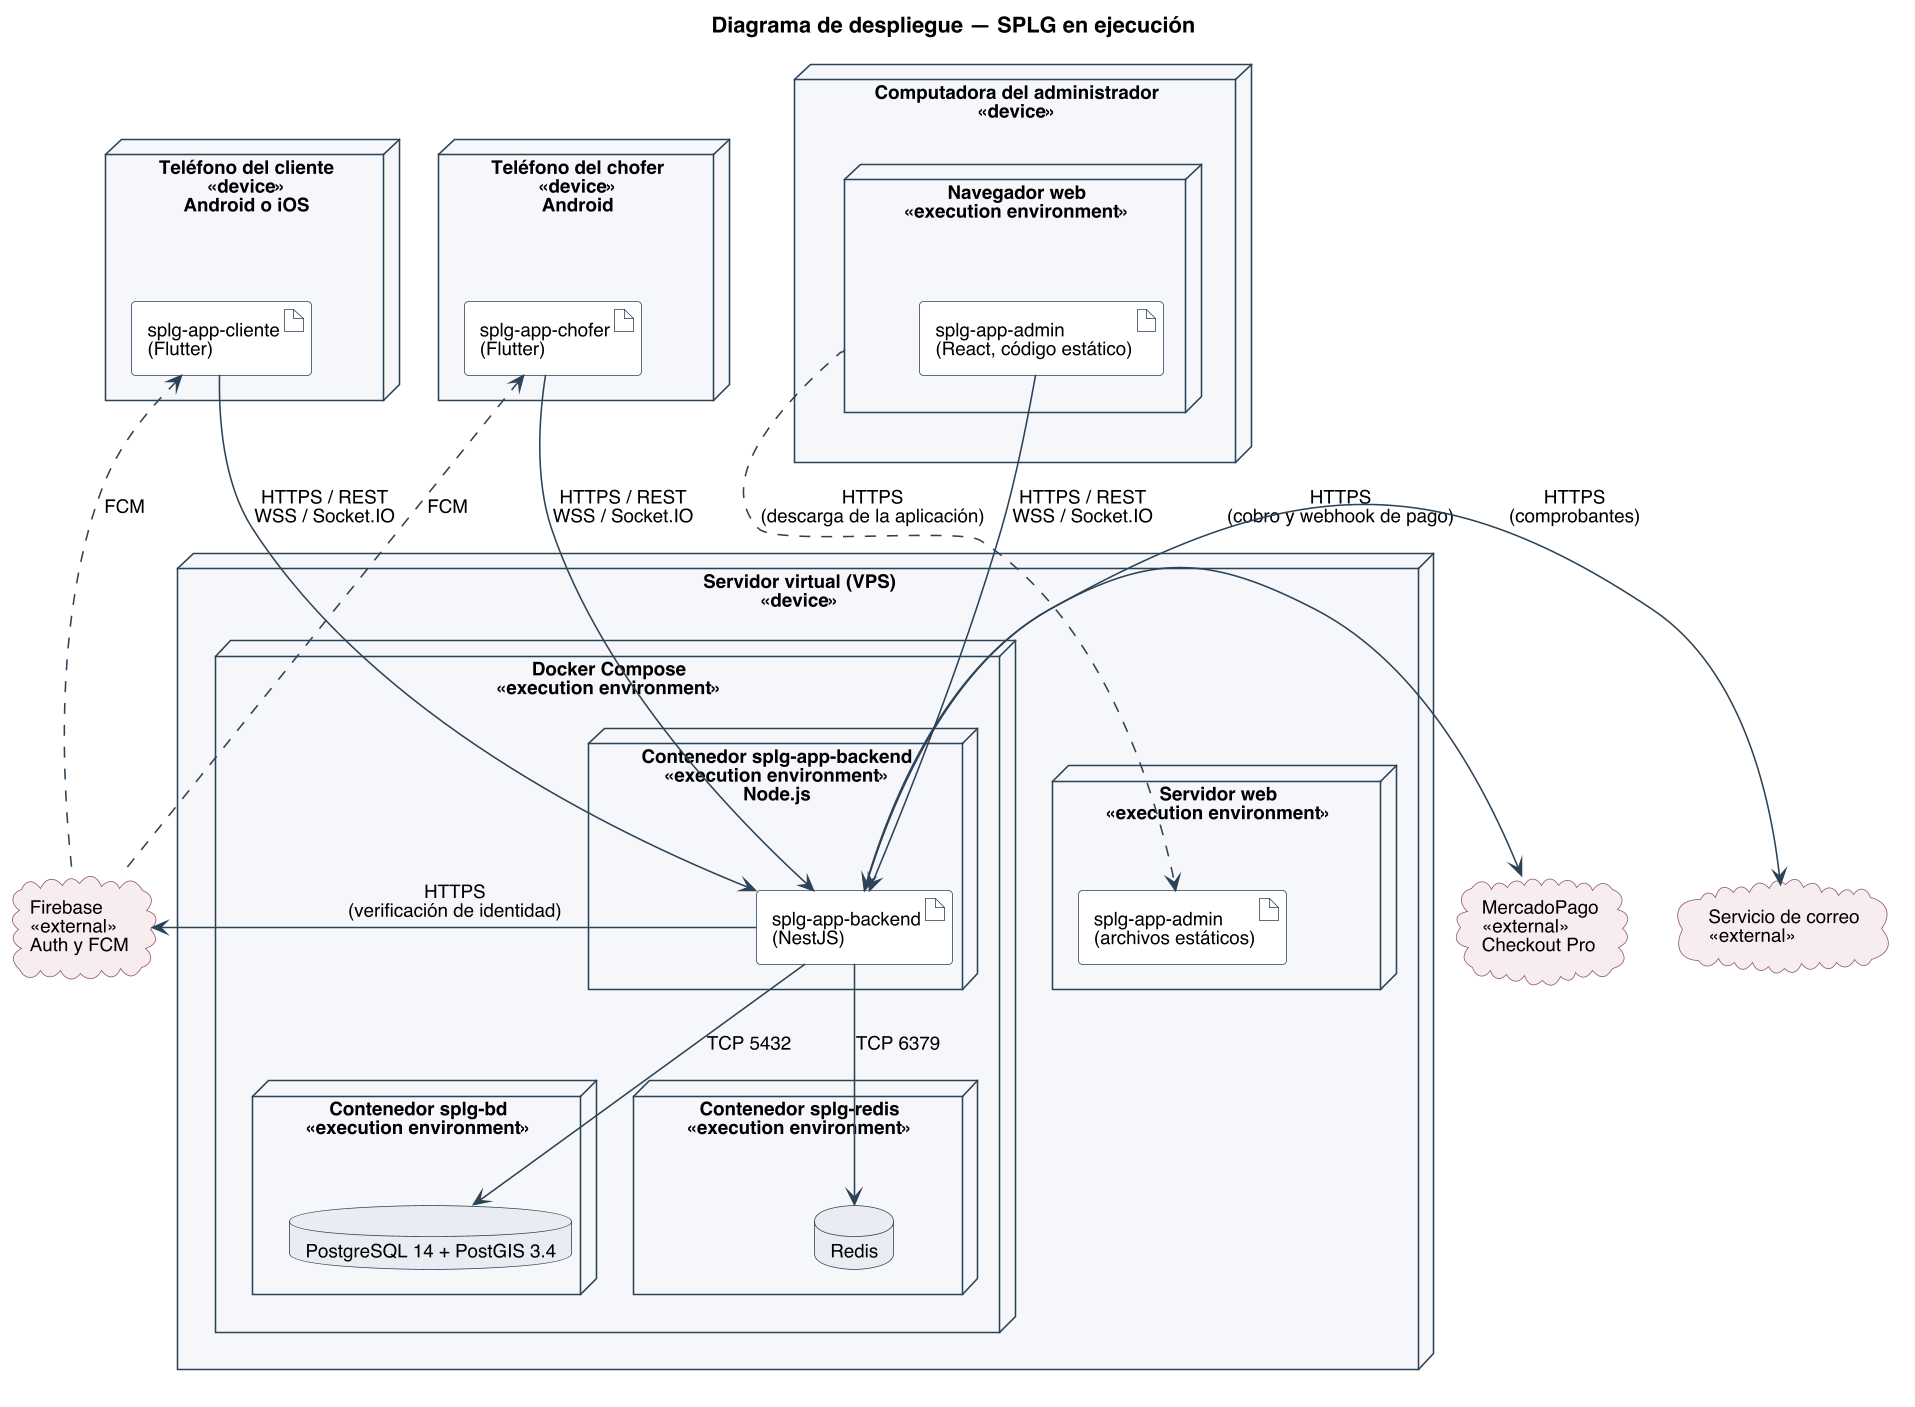 Diagrama de despliegue — SPLG en ejecución
Computadora del administrador
«device»
Teléfono del cliente
«device»
Android o iOS
Teléfono del chofer
«device»
Android
Navegador web
«execution environment»
splg-app-cliente
(Flutter)
splg-app-chofer
(Flutter)
splg-app-admin
(React, código estático)
FCM
HTTPS / REST
WSS / Socket.IO
FCM
HTTPS / REST
WSS / Socket.IO
HTTPS
(descarga de la aplicación)
HTTPS / REST
WSS / Socket.IO
HTTPS
(cobro y webhook de pago)
HTTPS
(comprobantes)
Servidor virtual (VPS)
«device»
Docker Compose
«execution environment»
Contenedor splg-app-backend
«execution environment»
Node.js
Servidor web
«execution environment»
Firebase
«external»
Auth y FCM
HTTPS
(verificación de identidad)
splg-app-backend
(NestJS)
splg-app-admin
(archivos estáticos)
MercadoPago
«external»
Checkout Pro
Servicio de correo
«external»
TCP 5432
TCP 6379
Contenedor splg-bd
«execution environment»
Contenedor splg-redis
«execution environment»
PostgreSQL 14 + PostGIS 3.4
Redis